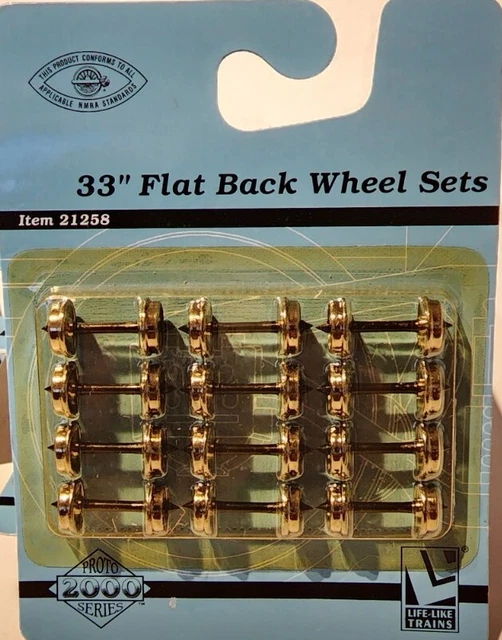 THIS PRODUCT CONFORMS TO ALL
APPLICABLE NMRA STANDARDS
33" Flat Back Wheel Sets
Item 21258
PROTO
2000
SERIES
™
L
®
LIFE-LIKE
TRAINS